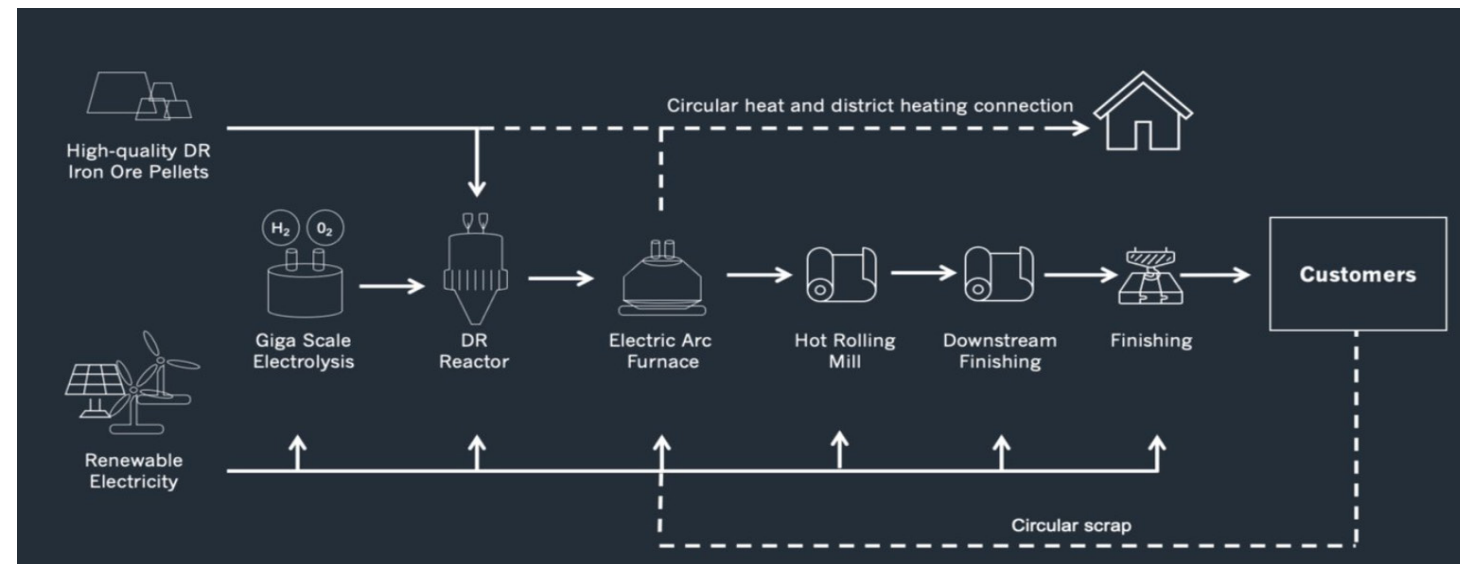 Circular heat and district heating connection
High-quality DR
Iron Ore Pellets
H2
O2
Customers
Giga Scale
Electrolysis
DR
Reactor
Electric Arc
Furnace
Hot Rolling
Mill
Downstream
Finishing
Finishing
Renewable
Electricity
Circular scrap